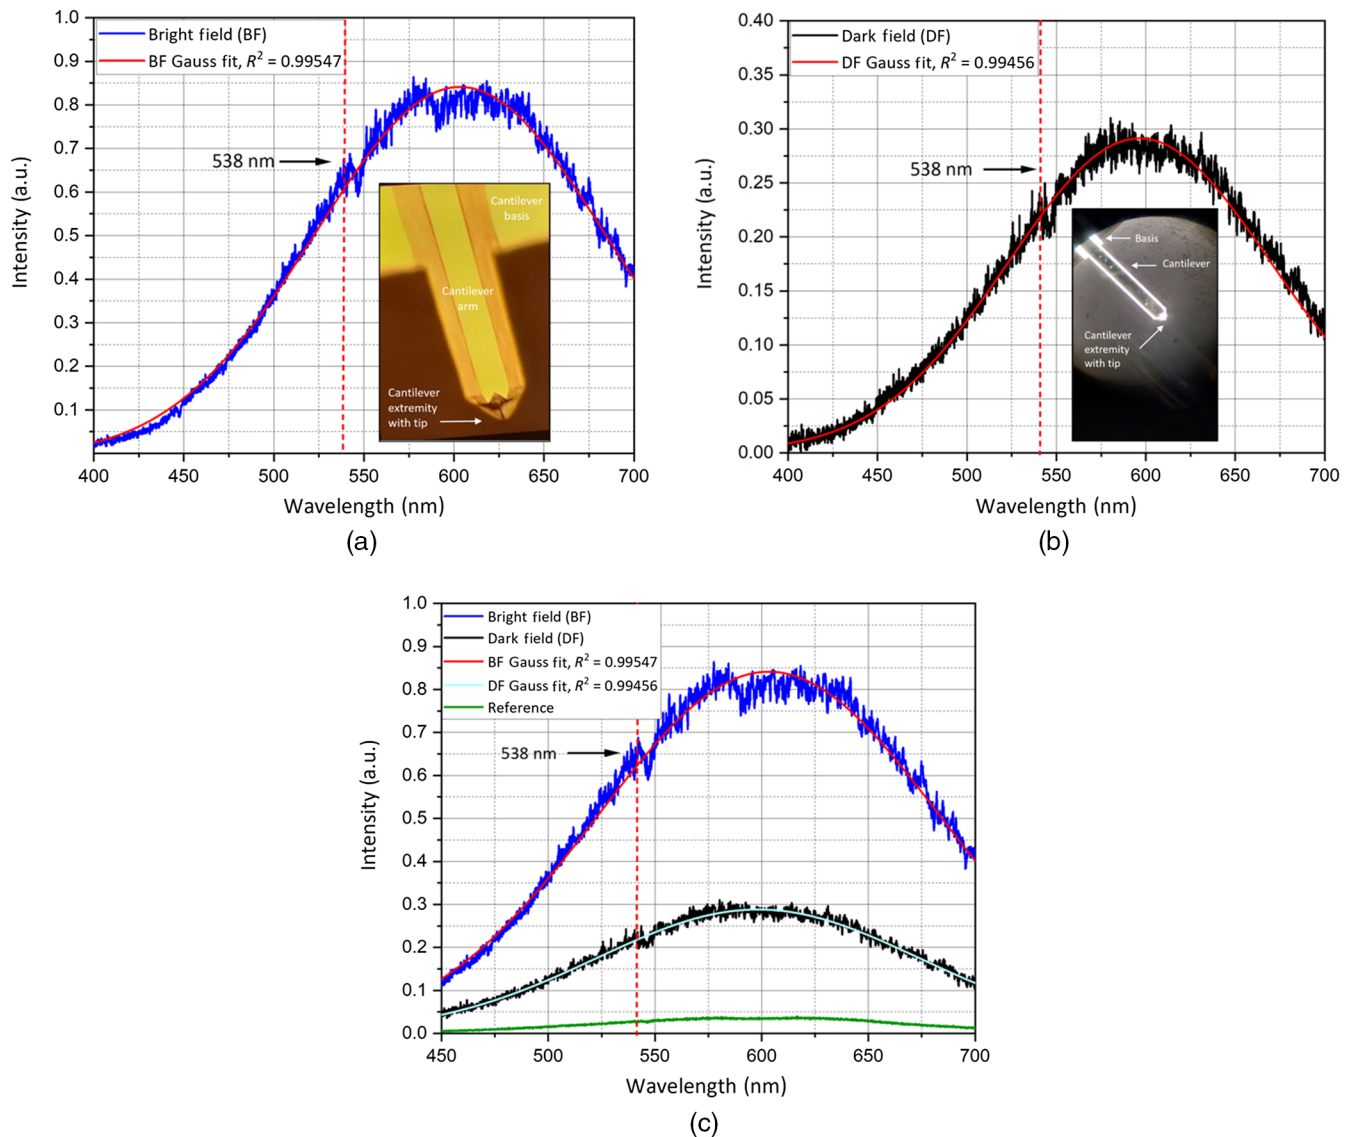 1.0
0.9
0.8
0.7
0.6
0.5
0.4
0.3
0.2
0.1
Intensity (a.u.)
Bright field (BF)
BF Gauss fit, R² = 0.99547
538 nm
Cantilever
basis
Cantilever
arm
Cantilever
extremity
with tip
400 450 500 550 600 650 700
Wavelength (nm)
(a)
0.40
0.35
0.30
0.25
0.20
0.15
0.10
0.05
0.00
Intensity (a.u.)
Dark field (DF)
DF Gauss fit, R² = 0.99456
538 nm
Basis
Cantilever
Cantilever
extremity
with tip
400 450 500 550 600 650 700
Wavelength (nm)
(b)
1.0
0.9
0.8
0.7
0.6
0.5
0.4
0.3
0.2
0.1
0.0
Intensity (a.u.)
Bright field (BF)
Dark field (DF)
BF Gauss fit, R² = 0.99547
DF Gauss fit, R² = 0.99456
Reference
538 nm
450 500 550 600 650 700
Wavelength (nm)
(c)